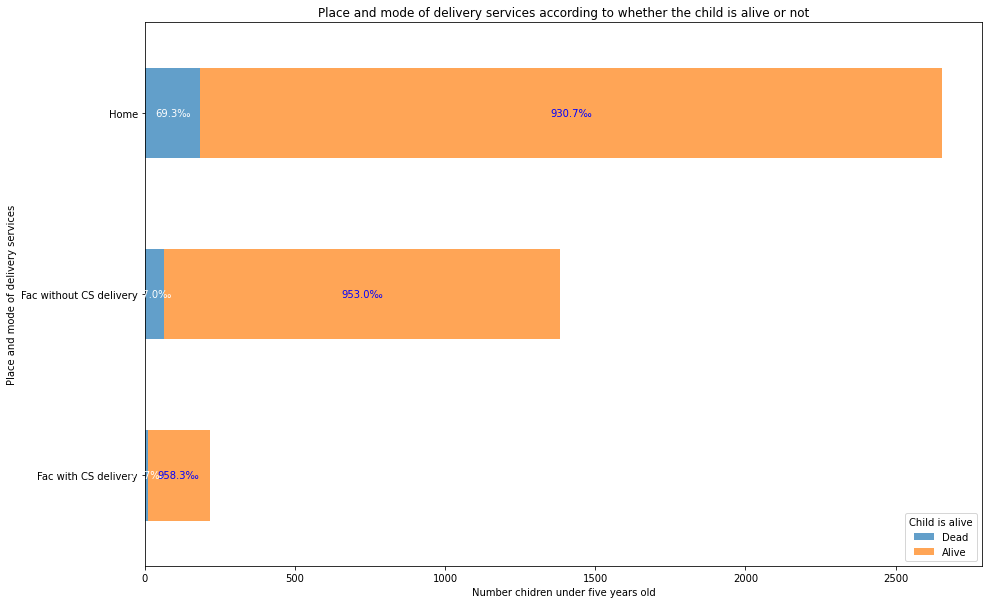 Place and mode of delivery services according to whether the child is alive or not
Place and mode of delivery services
Home
69.3‰
930.7‰
Fac without CS delivery
7.0‰
953.0‰
Fac with CS delivery
958.3‰
0
500
1000
1500
2000
2500
Number chidren under five years old
Child is alive
Dead
Alive